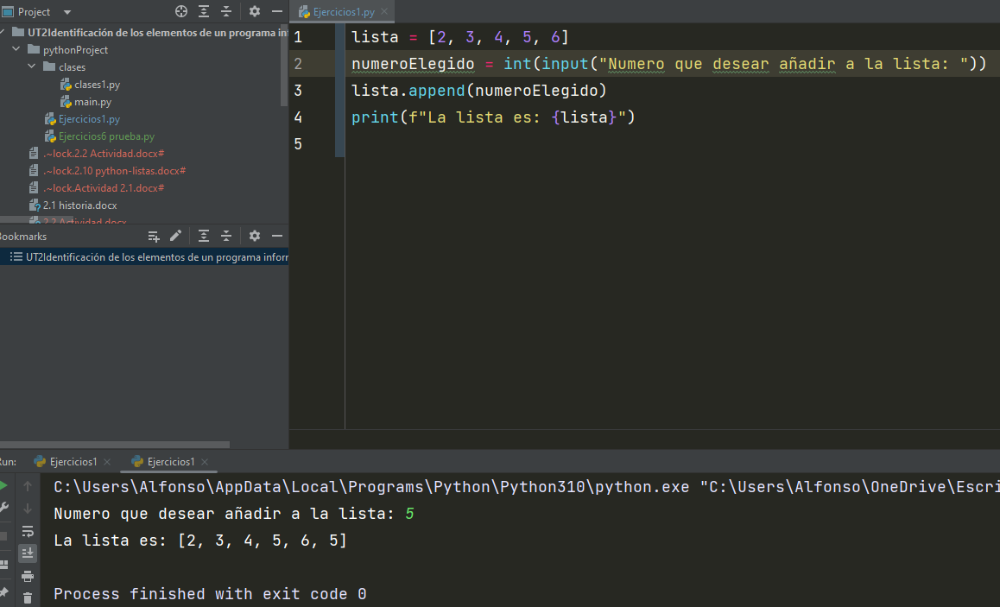 Project
UT2Identificación de los elementos de un programa in
pythonProject
clases
clases1.py
main.py
Ejercicios1.py
Ejercicios6 prueba.py
.~lock.2.2 Actividad.docx#
.~lock.2.10 python-listas.docx#
.~lock.Actividad 2.1.docx#
2.1 historia.docx
2.2 Actividad.docx
Bookmarks
UT2Identificación de los elementos de un programa infor
Ejercicios1.py
1 lista = [2, 3, 4, 5, 6]
2 numeroElegido = int(input("Numero que desear añadir a la lista: "))
3 lista.append(numeroElegido)
4 print(f"La lista es: {lista}")
5
Run: Ejercicios1 Ejercicios1
C:\Users\Alfonso\AppData\Local\Programs\Python\Python310\python.exe "C:\Users\Alfonso\OneDrive\Escri
Numero que desear añadir a la lista: 5
La lista es: [2, 3, 4, 5, 6, 5]
Process finished with exit code 0